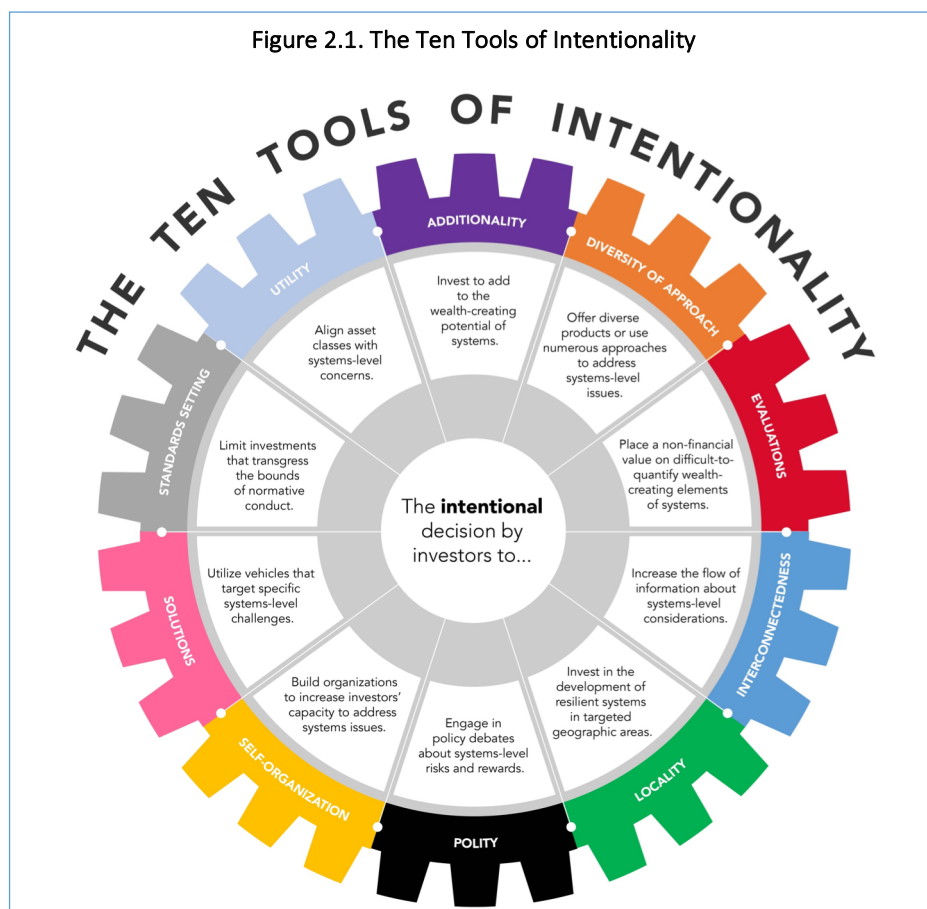 Figure 2.1. The Ten Tools of Intentionality
THE TEN TOOLS OF INTENTIONALITY
ADDITIONALITY
Invest to add
to the
wealth-creating
potential of
systems.
DIVERSITY OF APPROACH
Offer diverse
products or use
numerous approaches
to address
systems-level
issues.
EVALUATIONS
Place a non-financial
value on difficult-to-
quantify wealth-
creating elements
of systems.
INTERCONNECTEDNESS
Increase the flow of
information about
systems-level
considerations.
LOCALITY
Invest in the
development of
resilient systems
in targeted
geographic areas.
POLITY
Engage in
policy debates
about systems-level
risks and rewards.
SELF-ORGANIZATION
Build organizations
to increase investors’
capacity to address
systems issues.
SOLUTIONS
Utilize vehicles that
target specific
systems-level
challenges.
STANDARDS SETTING
Limit investments
that transgress
the bounds
of normative
conduct.
UTILITY
Align asset
classes with
systems-level
concerns.
The intentional
decision by
investors to...